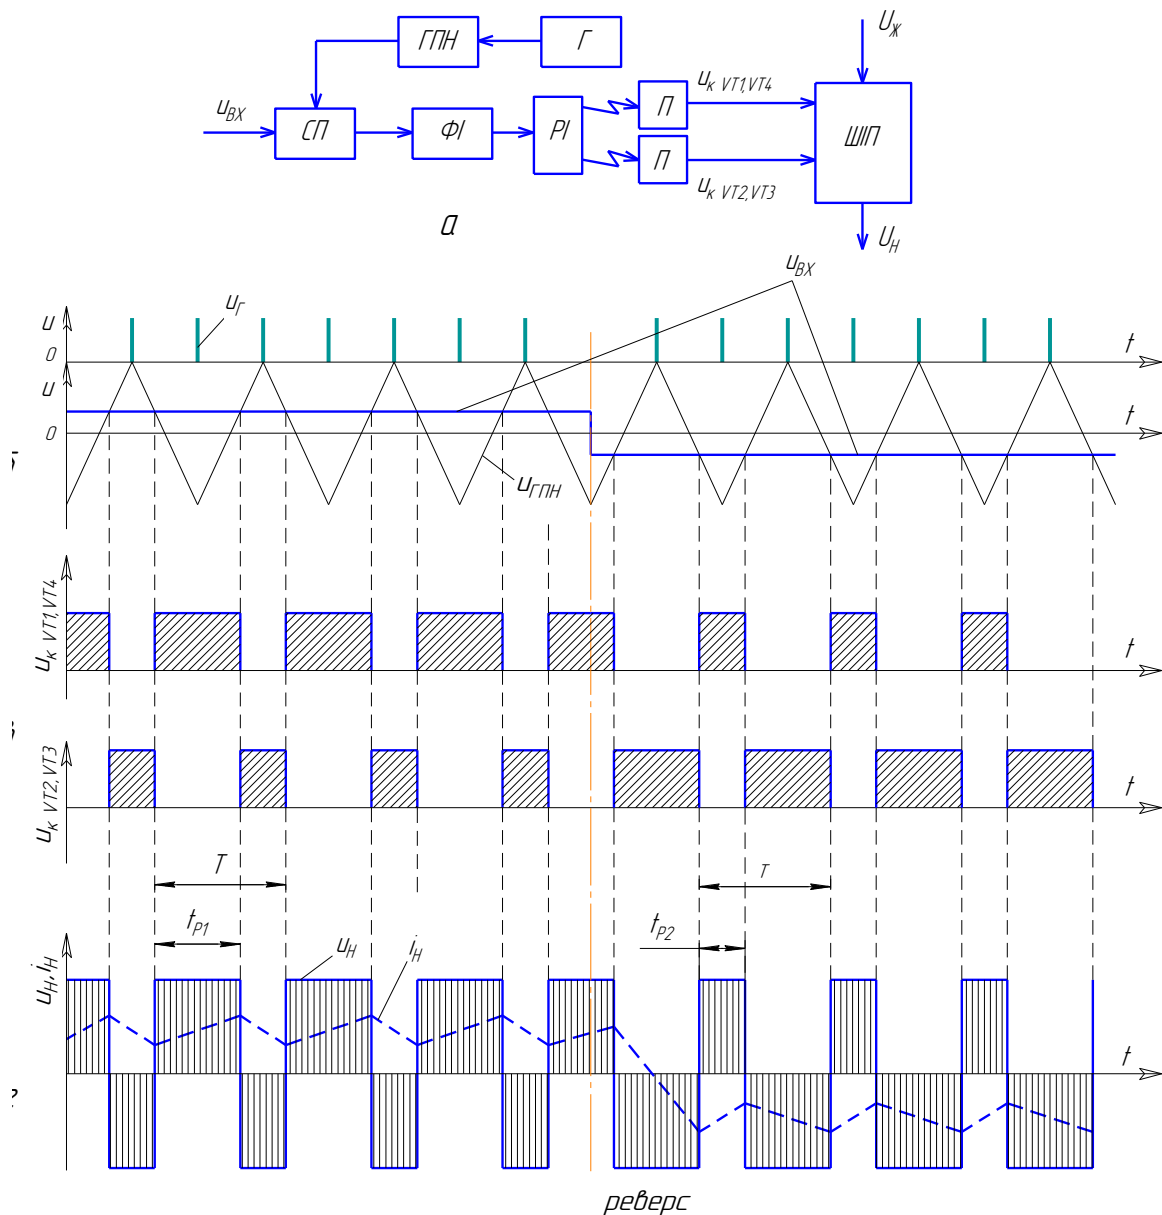 ГПН
Г
U_Ж
u_ВХ
СП
ФІ
РІ
П
u_к VT1,VT4
П
u_к VT2,VT3
ШІП
U_Н
а
u_ВХ
u
0
u_Г
t
u
0
t
u_ГПН
u_к VT1,VT4
t
u_к VT2,VT3
t
T
T
t_P1
t_P2
u_Н, i_Н
u_Н
i_Н
t
реверс